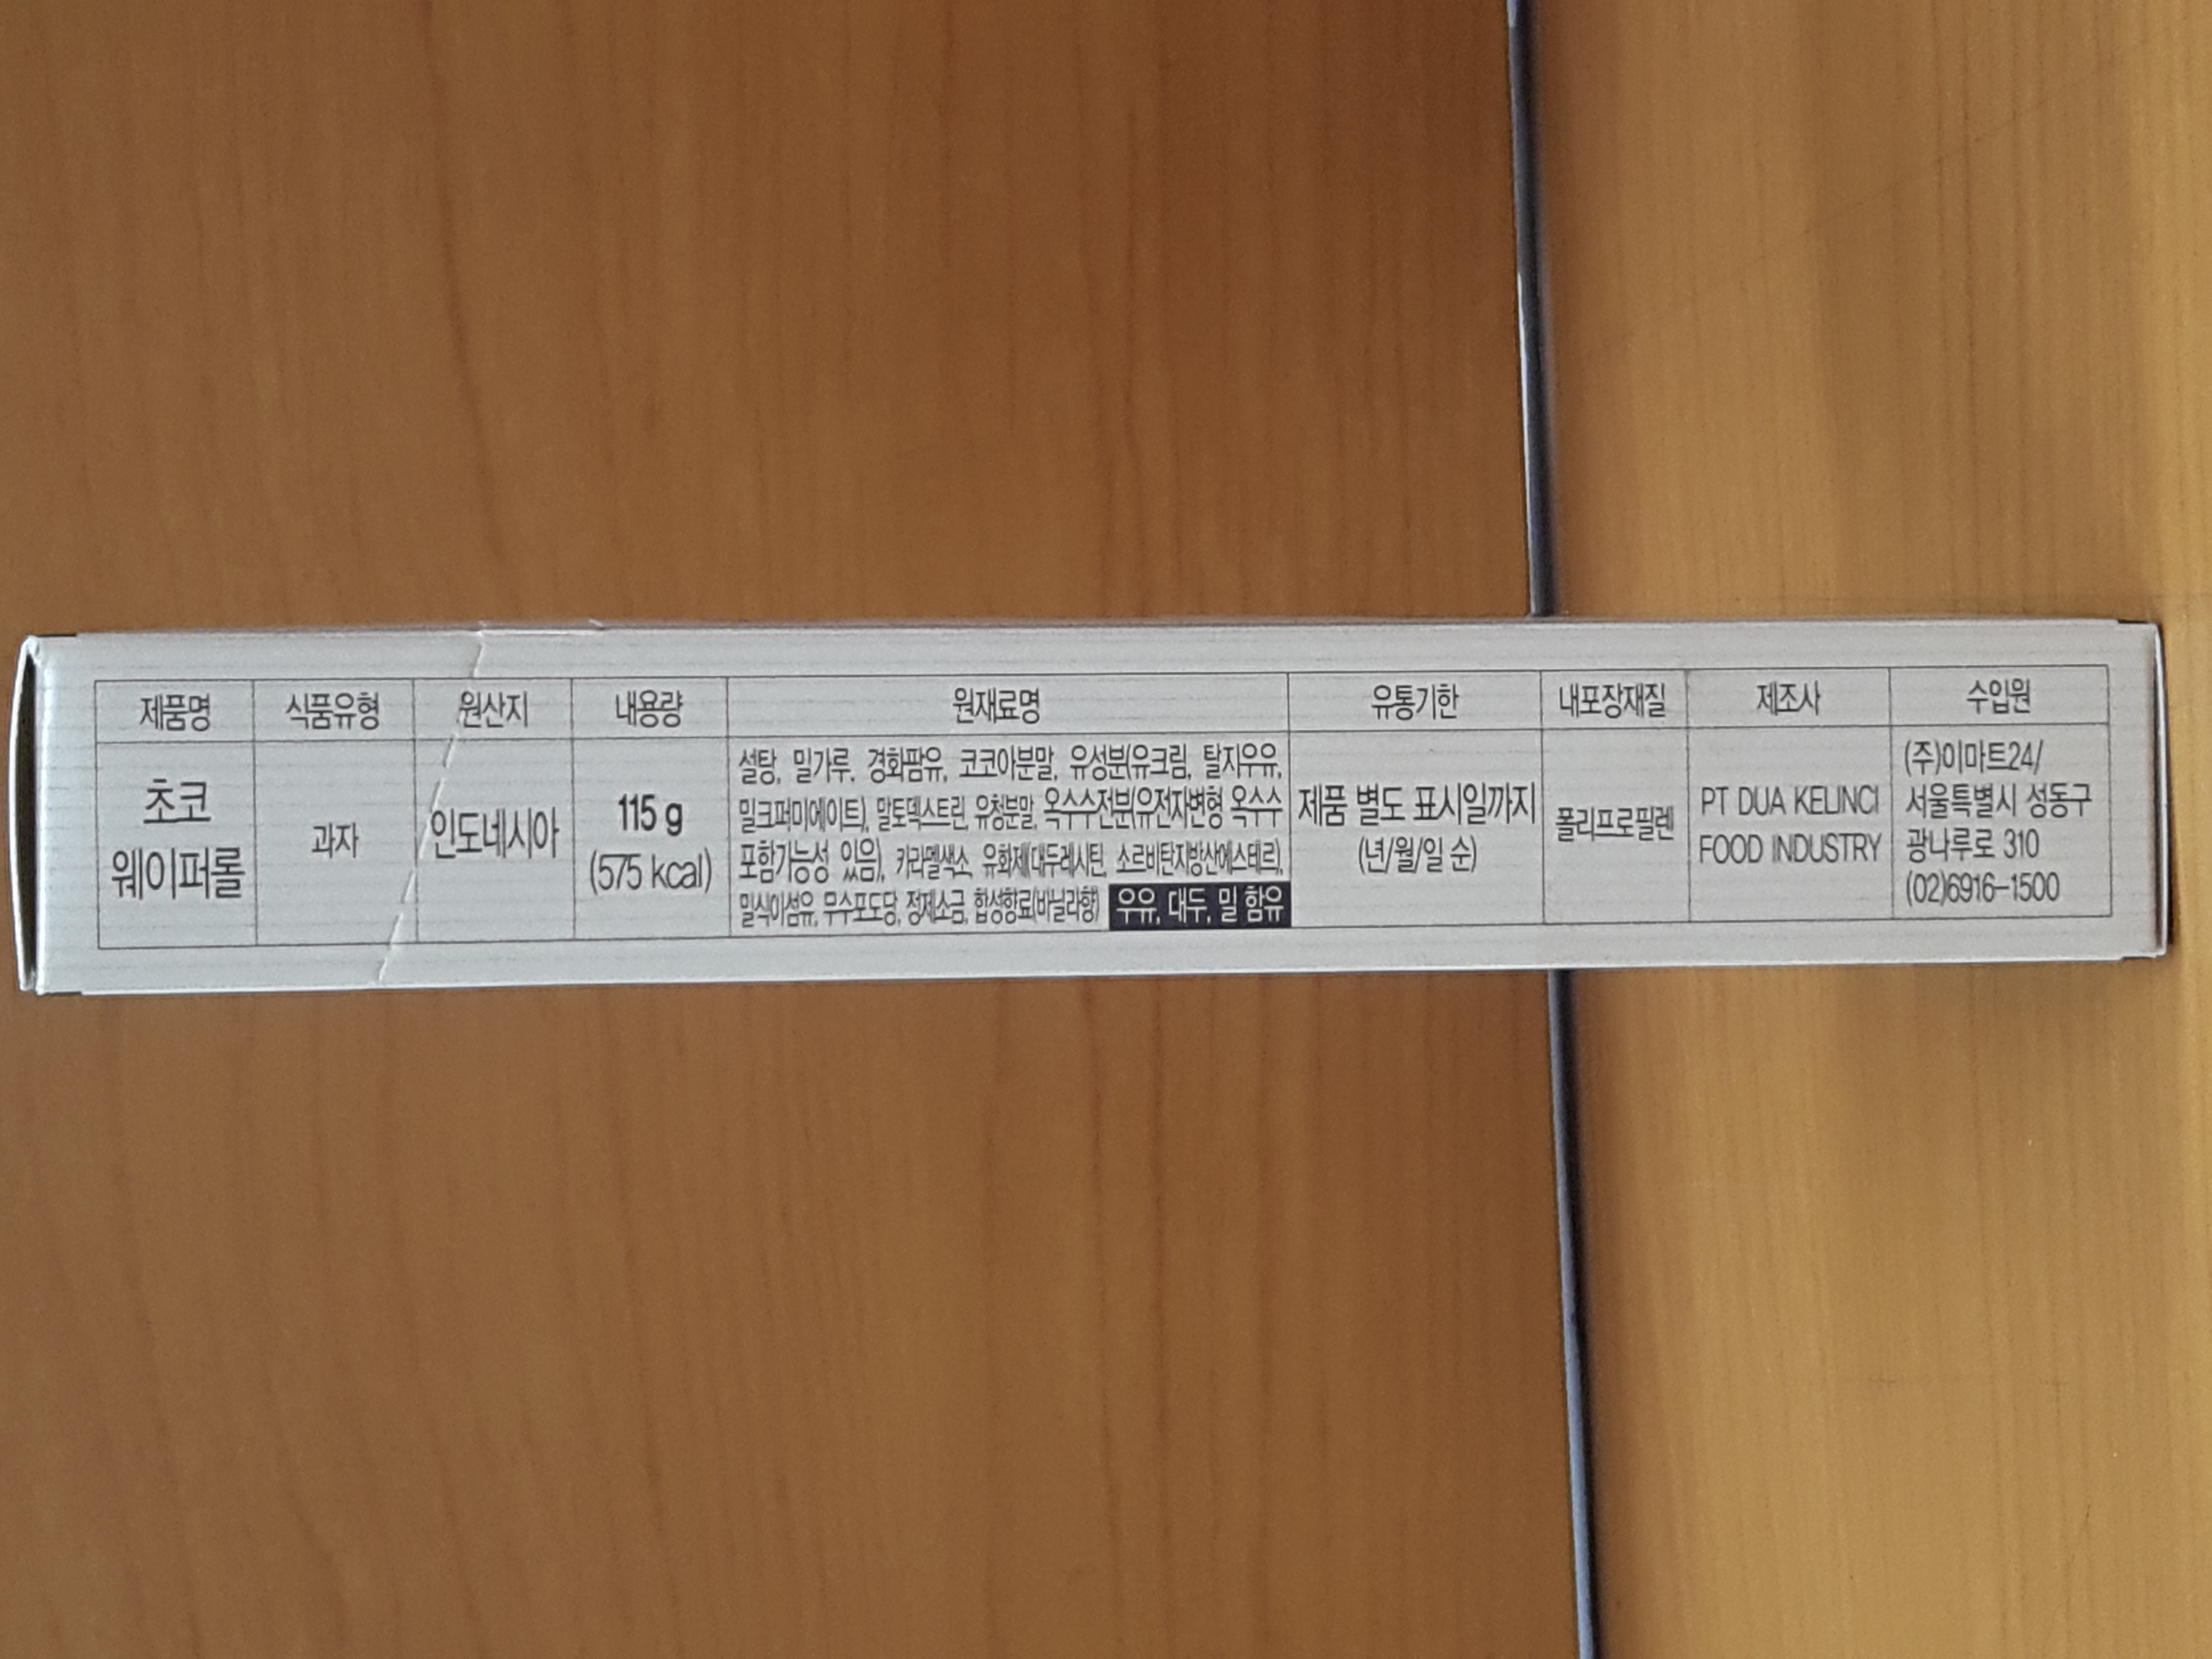 제품명 식품유형 원산지 내용량 원재료명 유통기한 내포장재질 제조사 수입원
초코
웨이퍼롤
과자
인도네시아
115 g
(575 kcal)
설탕, 밀가루, 경화팜유, 코코아분말, 유성분(유크림, 탈지우유,
밀크퍼미에이트), 말토덱스트린, 유청분말, 옥수수전분(유전자변형 옥수수
포함가능성 있음), 카라멜색소, 유화제(대두레시틴, 소르비탄지방산에스테르),
밀식이섬유, 무수포도당, 정제소금, 합성향료(바닐라향) 우유, 대두, 밀 함유
제품 별도 표시일까지
(년/월/일 순)
폴리프로필렌
PT DUA KELINCI
FOOD INDUSTRY
(주)이마트24/
서울특별시 성동구
광나루로 310
(02)6916-1500